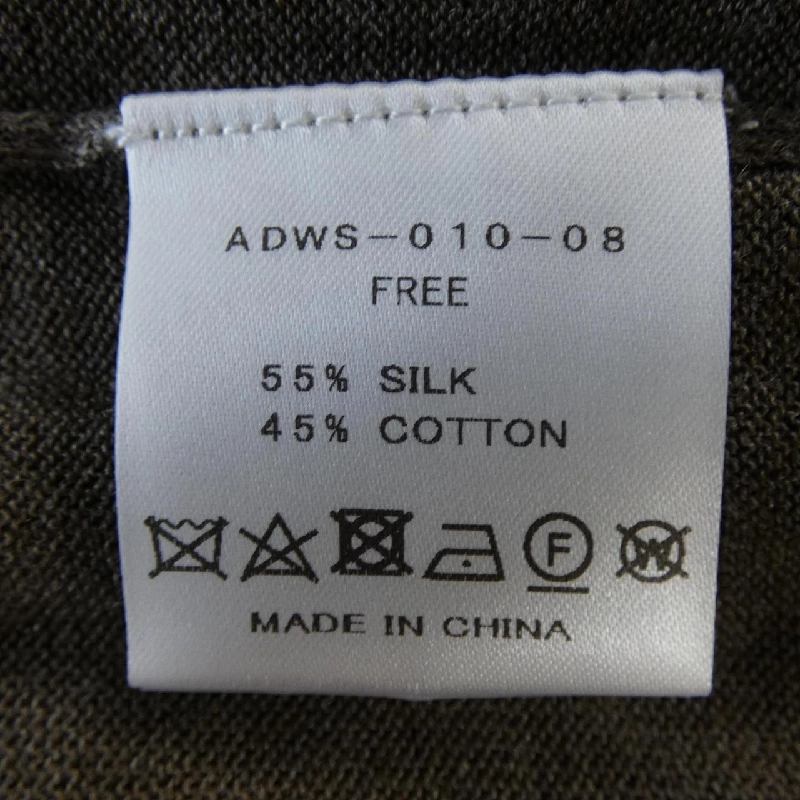 ADWS-010-08
FREE
55% SILK
45% COTTON
F W
MADE IN CHINA